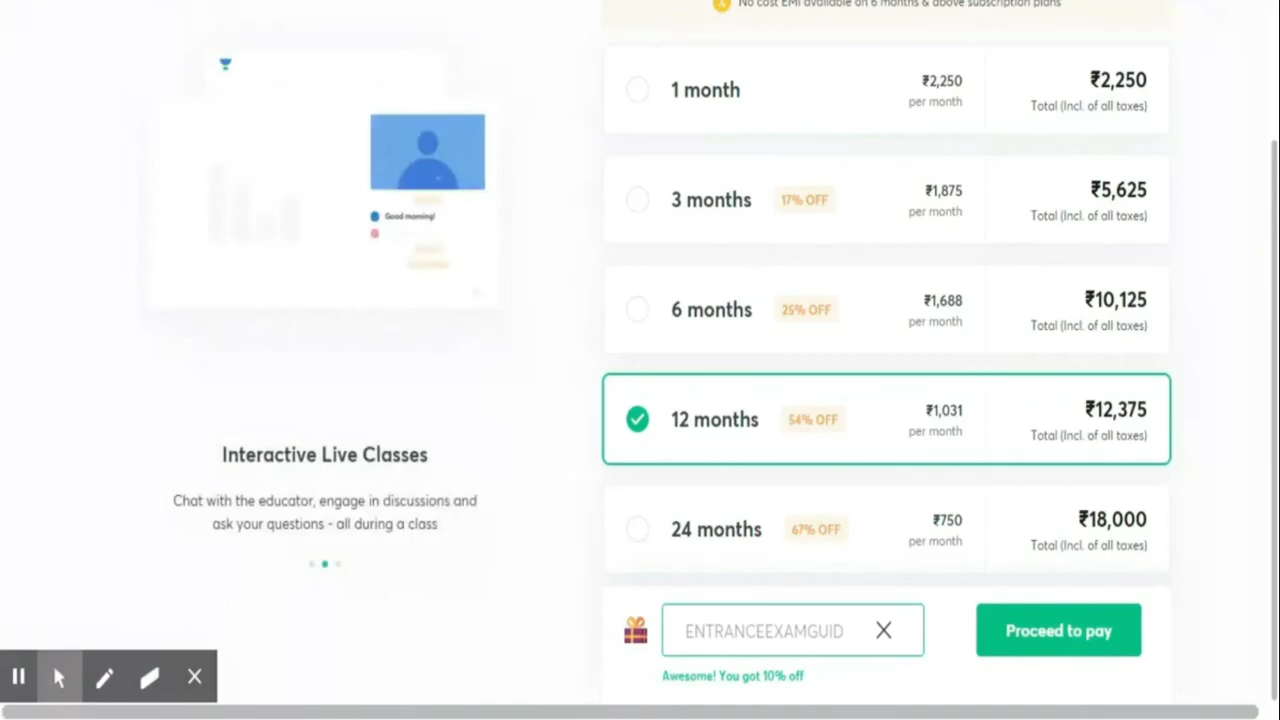 No cost EMI available on 6 months & above subscription plans
1 month
₹2,250
per month
₹2,250
Total (Incl. of all taxes)
3 months
17% OFF
₹1,875
per month
₹5,625
Total (Incl. of all taxes)
6 months
25% OFF
₹1,688
per month
₹10,125
Total (Incl. of all taxes)
12 months
54% OFF
₹1,031
per month
₹12,375
Total (Incl. of all taxes)
24 months
67% OFF
₹750
per month
₹18,000
Total (Incl. of all taxes)
ENTRANCEEXAMGUID
Proceed to pay
Awesome! You got 10% off
Good morning!
Interactive Live Classes
Chat with the educator, engage in discussions and
ask your questions - all during a class